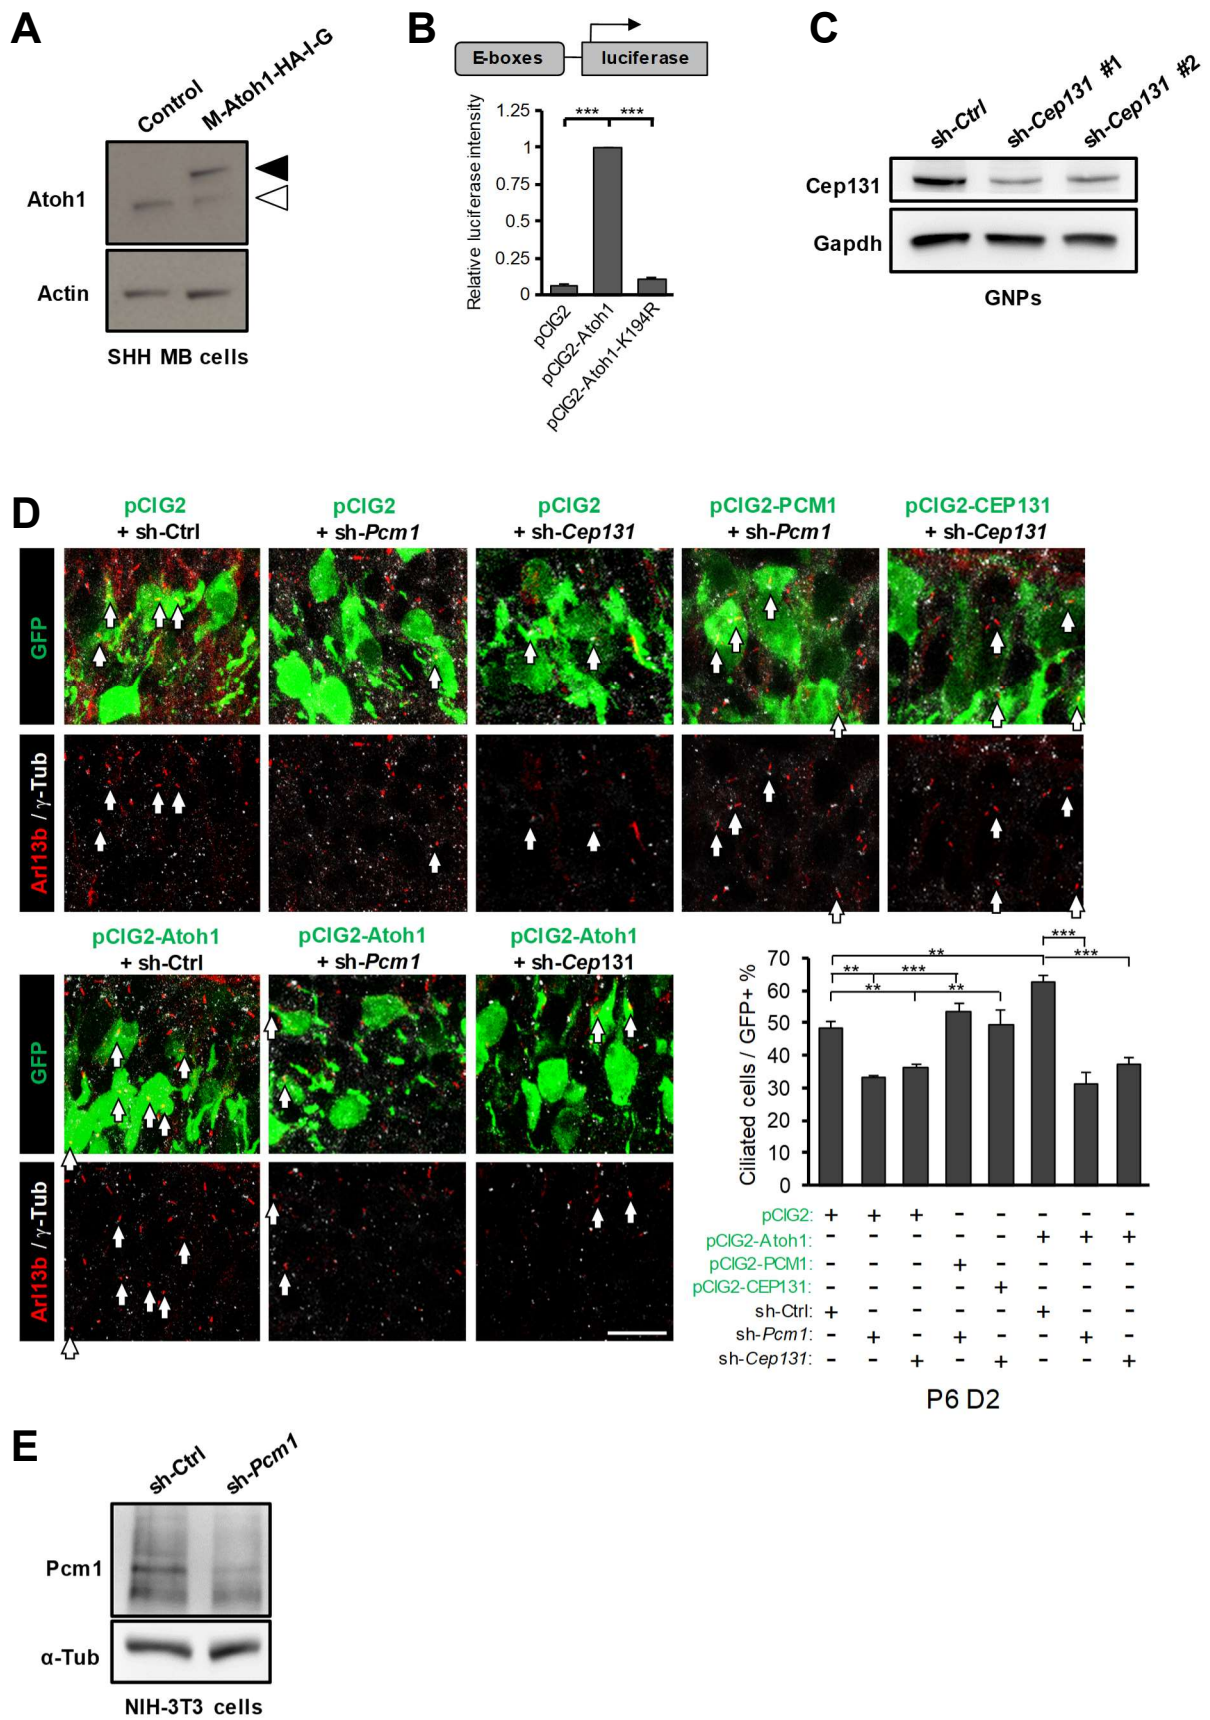 A
Control
M-Atoh1-HA-I-G
Atoh1
Actin
SHH MB cells
B
E-boxes
luciferase
Relative luciferase intensity
1.25
1
0.75
0.5
0.25
0
*** ***
pCIG2
pCIG2-Atoh1
pCIG2-Atoh1-K194R
C
sh-Ctrl
sh-Cep131 #1
sh-Cep131 #2
Cep131
Gapdh
GNPs
D
pCIG2
+ sh-Ctrl
pCIG2
+ sh-Pcm1
pCIG2
+ sh-Cep131
pCIG2-PCM1
+ sh-Pcm1
pCIG2-CEP131
+ sh-Cep131
GFP
Arl13b / γ-Tub
pCIG2-Atoh1
+ sh-Ctrl
pCIG2-Atoh1
+ sh-Pcm1
pCIG2-Atoh1
+ sh-Cep131
GFP
Arl13b / γ-Tub
Ciliated cells / GFP+ %
70
60
50
40
30
20
10
0
***
** ***
** ***
** **
pCIG2: + + + - - - - -
pCIG2-Atoh1: - - - - - + + +
pCIG2-PCM1: - - - + - - - -
pCIG2-CEP131: - - - - + - - -
sh-Ctrl: + - - - - + - -
sh-Pcm1: - + - + - - + -
sh-Cep131: - - + - + - - +
P6 D2
E
sh-Ctrl
sh-Pcm1
Pcm1
α-Tub
NIH-3T3 cells